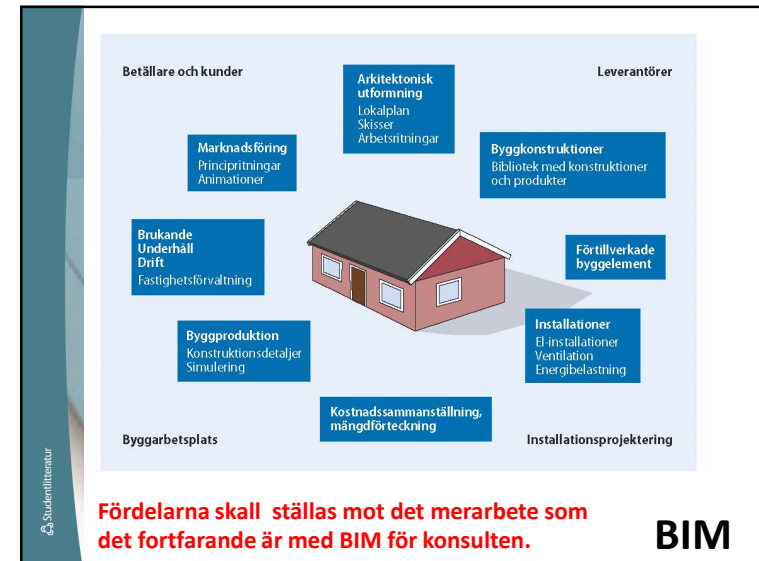 Betällare och kunder
Leverantörer
Arkitektonisk
utformning
Lokalplan
Skisser
Arbetsritningar
Marknadsföring
Principritningar
Animationer
Byggkonstruktioner
Bibliotek med konstruktioner
och produkter
Brukande
Underhåll
Drift
Fastighetsförvaltning
Förtillverkade
byggelement
Byggproduktion
Konstruktionsdetaljer
Simulering
Installationer
El-installationer
Ventilation
Energibelastning
Kostnadssammanställning,
mängdförteckning
Byggarbetsplats
Installationsprojektering
Studentlitteratur
Fördelarna skall ställas mot det merarbete som
det fortfarande är med BIM för konsulten.
BIM